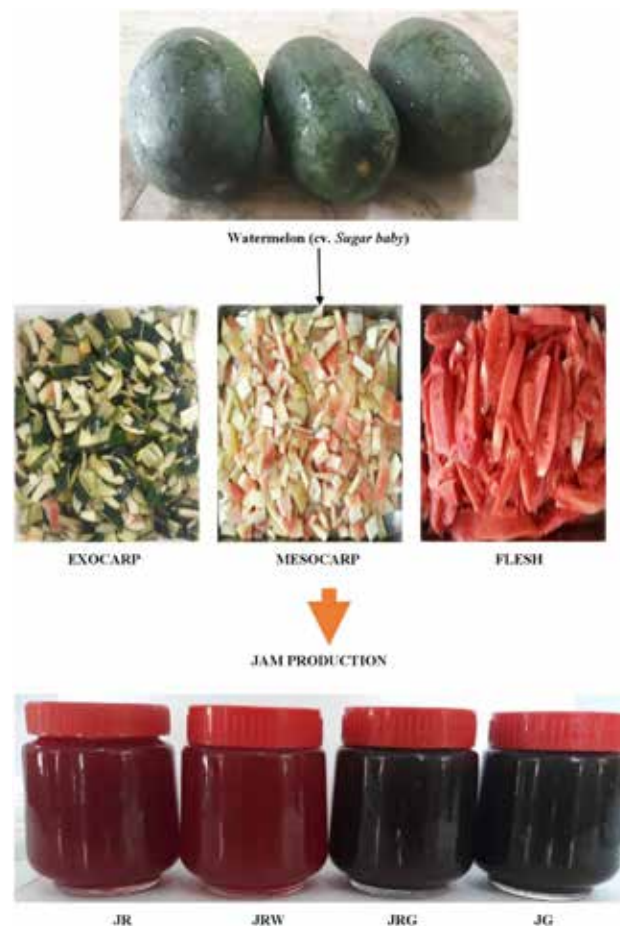 Watermelon (cv. Sugar baby)
EXOCARP MESOCARP FLESH
JAM PRODUCTION
JR JRW JRG JG